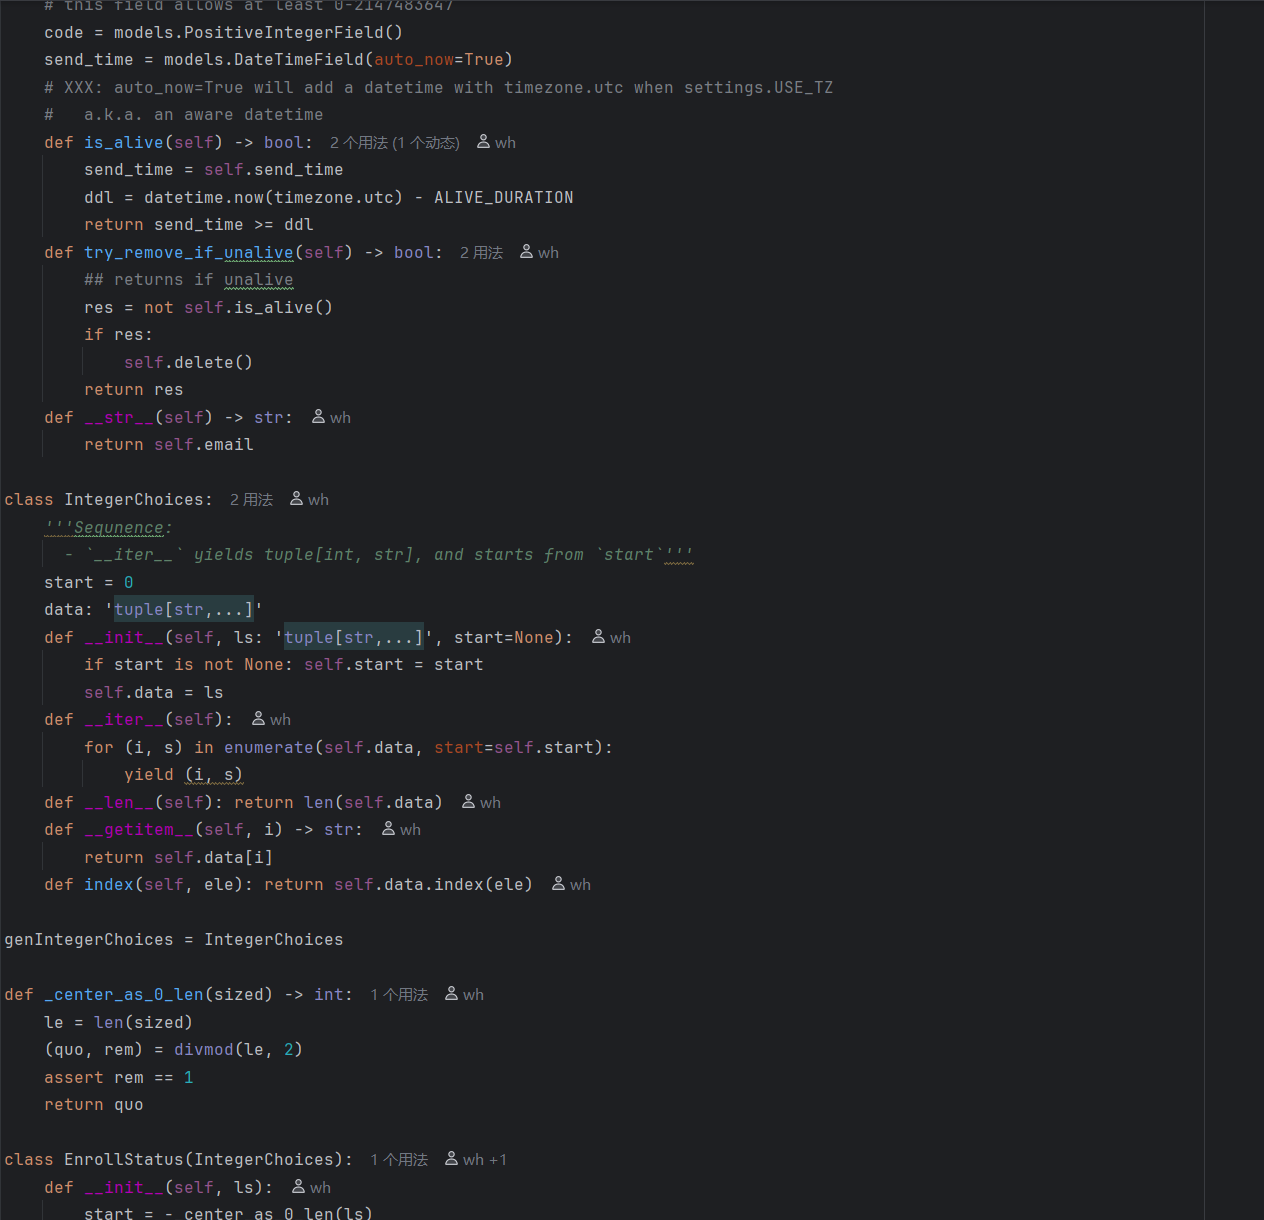 # this field allows at least 0-2147483647
code = models.PositiveIntegerField()
send_time = models.DateTimeField(auto_now=True)
# XXX: auto_now=True will add a datetime with timezone.utc when settings.USE_TZ
#   a.k.a. an aware datetime
def is_alive(self) -> bool:  2 个用法 (1 个动态)  wh
send_time = self.send_time
ddl = datetime.now(timezone.utc) - ALIVE_DURATION
return send_time >= ddl
def try_remove_if_unalive(self) -> bool:  2 用法  wh
## returns if unalive
res = not self.is_alive()
if res:
self.delete()
return res
def __str__(self) -> str:  wh
return self.email
class IntegerChoices:  2 用法  wh
'''Sequnence:
- `__iter__` yields tuple[int, str], and starts from `start`'''
start = 0
data: 'tuple[str,...]'
def __init__(self, ls: 'tuple[str,...]', start=None):  wh
if start is not None: self.start = start
self.data = ls
def __iter__(self):  wh
for (i, s) in enumerate(self.data, start=self.start):
yield (i, s)
def __len__(self): return len(self.data)  wh
def __getitem__(self, i) -> str:  wh
return self.data[i]
def index(self, ele): return self.data.index(ele)  wh
genIntegerChoices = IntegerChoices
def _center_as_0_len(sized) -> int:  1 个用法  wh
le = len(sized)
(quo, rem) = divmod(le, 2)
assert rem == 1
return quo
class EnrollStatus(IntegerChoices):  1 个用法  wh +1
def __init__(self, ls):  wh
start = -_center_as_0_len(ls)